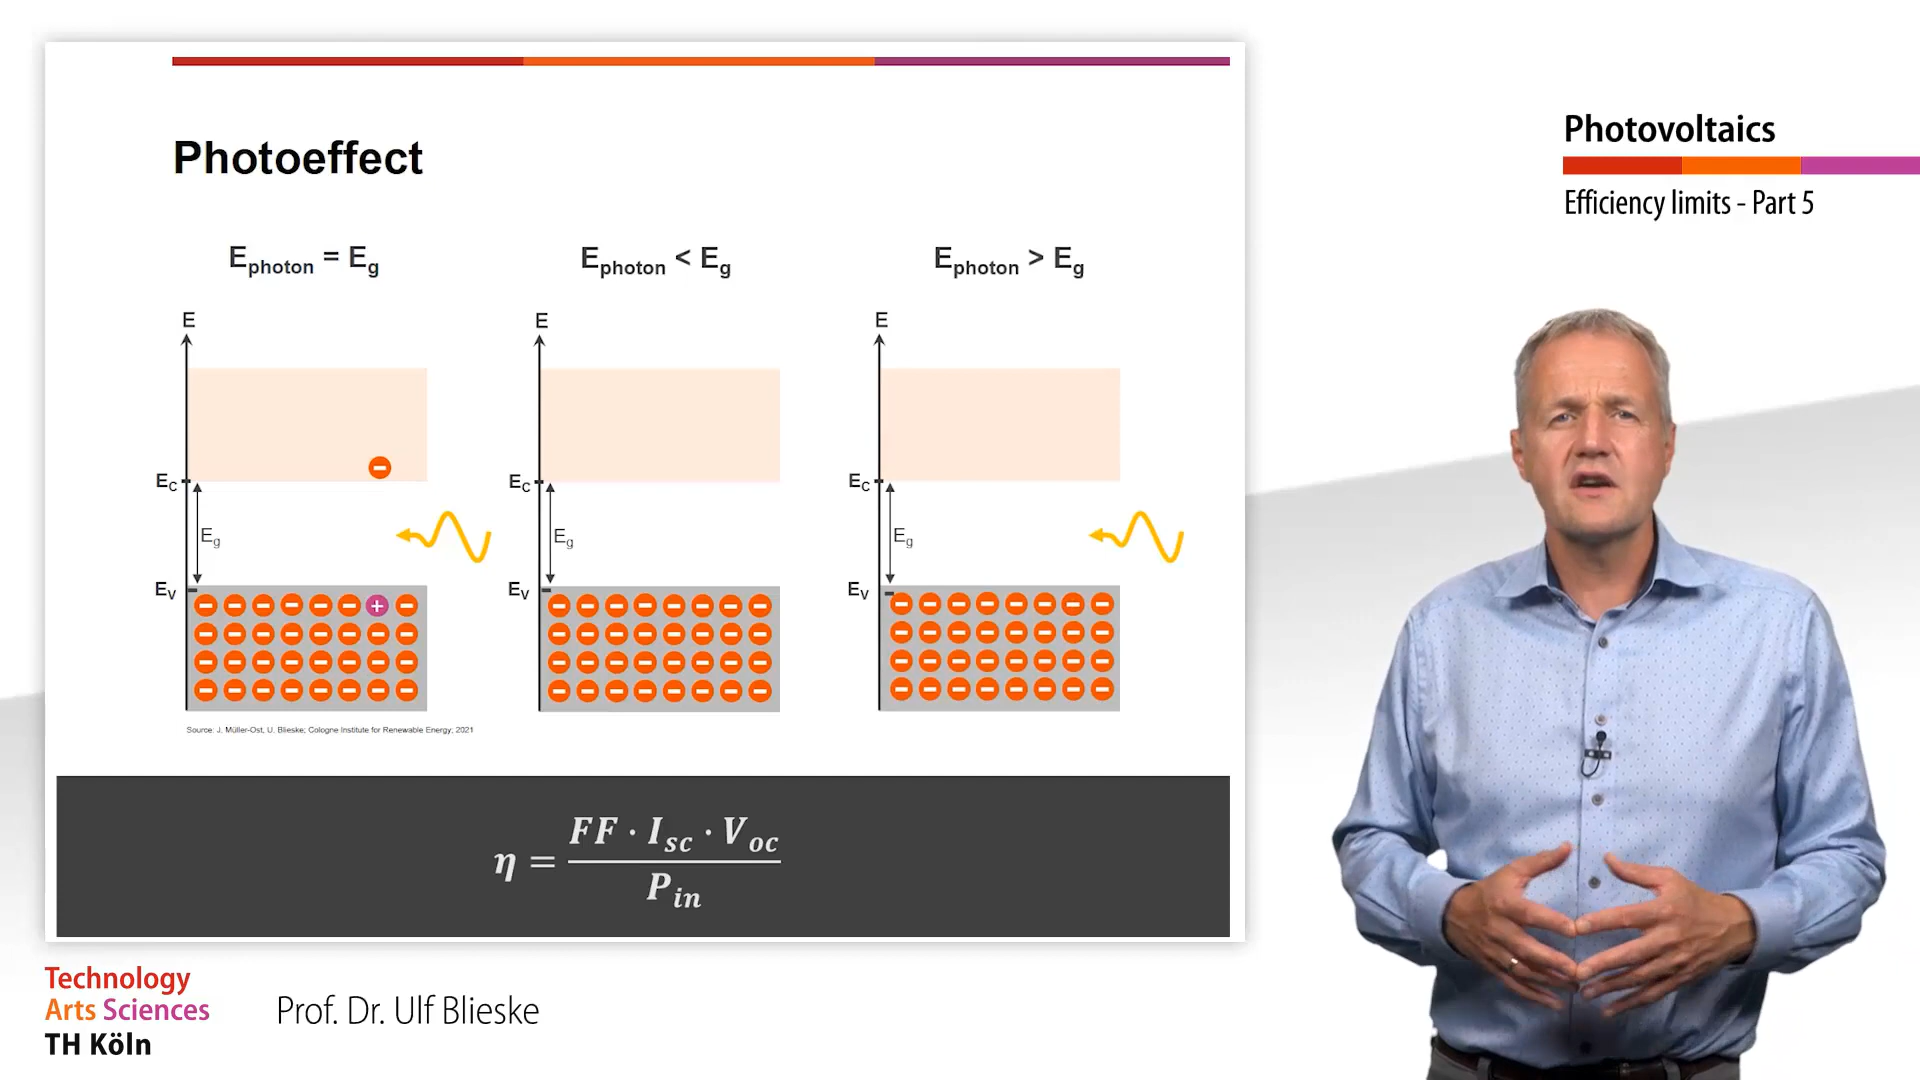 Photoeffect
E_photon = E_g
E_photon < E_g
E_photon > E_g
E
E_C
E_g
E_V
E
E_C
E_g
E_V
E
E_C
E_g
E_V
Source: J. Müller-Ost, U. Blieske; Cologne Institute for Renewable Energy, 2021
η = FF · I_sc · V_oc / P_in
Photovoltaics
Efficiency limits - Part 5
Technology
Arts Sciences
TH Köln
Prof. Dr. Ulf Blieske